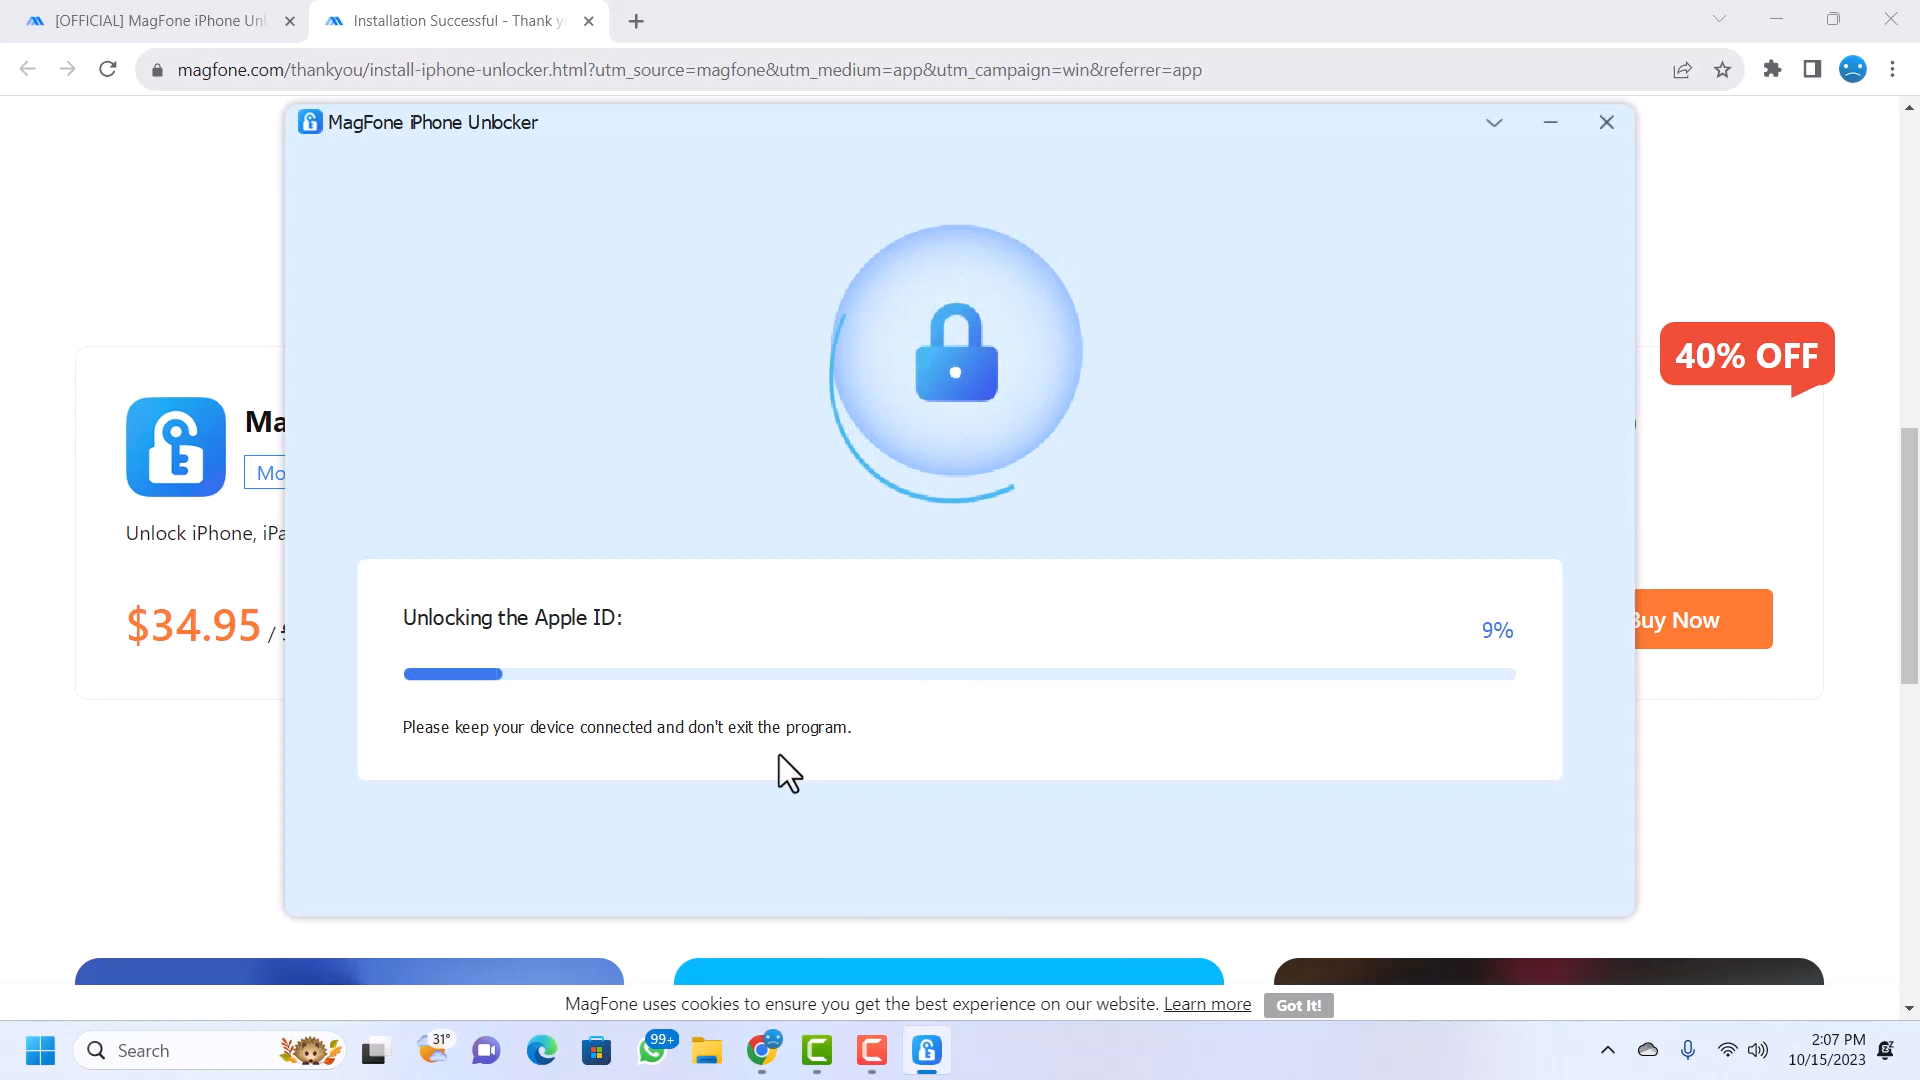 [OFFICIAL] MagFone iPhone Unl
Installation Successful - Thank y
magfone.com/thankyou/install-iphone-unlocker.html?utm_source=magfone&utm_medium=app&utm_campaign=win&referrer=app
MagFone iPhone Unlocker
40% OFF
Ma
Mo
Unlock iPhone, iPa
$34.95 /
Buy Now
Unlocking the Apple ID:
9%
Please keep your device connected and don't exit the program.
MagFone uses cookies to ensure you get the best experience on our website. Learn more Got It!
Search
31°
99+
2:07 PM
10/15/2023